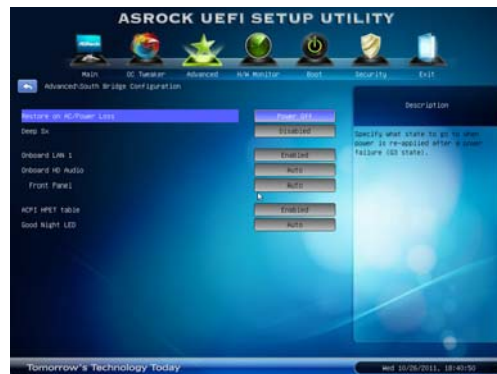 ASROCK UEFI SETUP UTILITY
Main OC Tweaker Advanced H/W Monitor Boot Security Exit
Advanced\South Bridge Configuration
Description
Restore on AC/Power Loss Power Off
Deep Sx Disabled
Specify what state to go to when
power is re-applied after a power
failure (G3 state).
Onboard LAN 1 Enabled
Onboard HD Audio Auto
Front Panel Auto
ACPI HPET table Enabled
Good Night LED Auto
Tomorrow's Technology Today
Wed 10/26/2011, 18:40:50